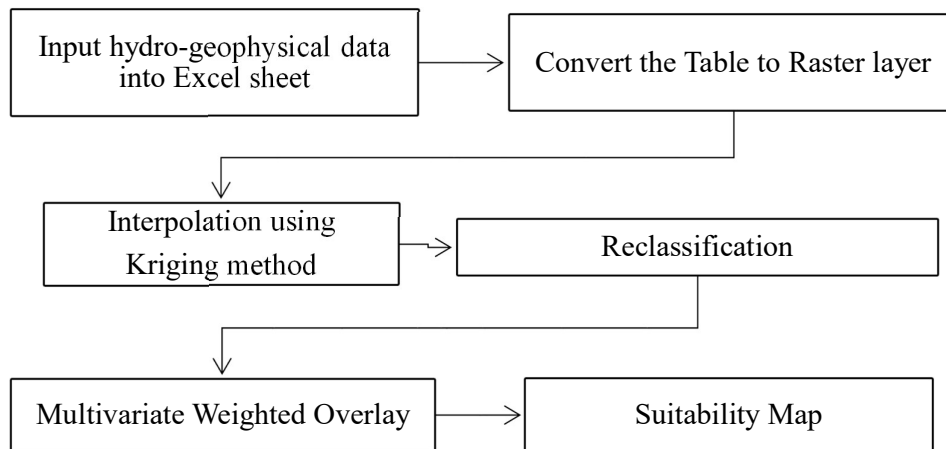 Input hydro-geophysical data
into Excel sheet
Convert the Table to Raster layer
Interpolation using
Kriging method
Reclassification
Multivariate Weighted Overlay
Suitability Map